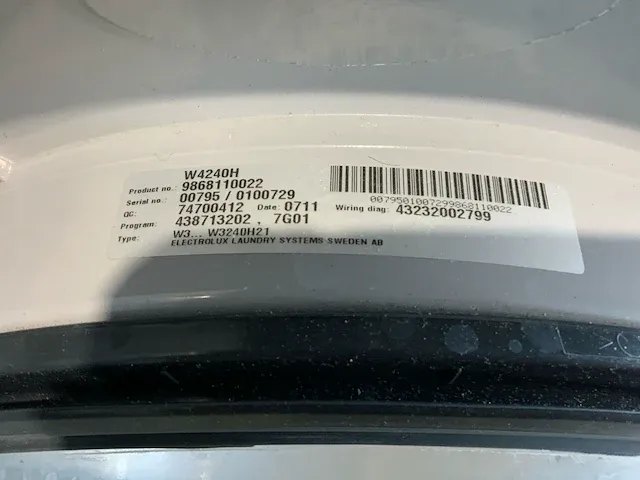 W4240H
Product no.: 9868110022
Serial no.: 00795 / 0100729
QC: 74700412 Date: 0711 Wiring diag: 43232002799
Program: 438713202 , 7G01
Type: W3... W3240H21
ELECTROLUX LAUNDRY SYSTEMS SWEDEN AB
0079501007299868110022